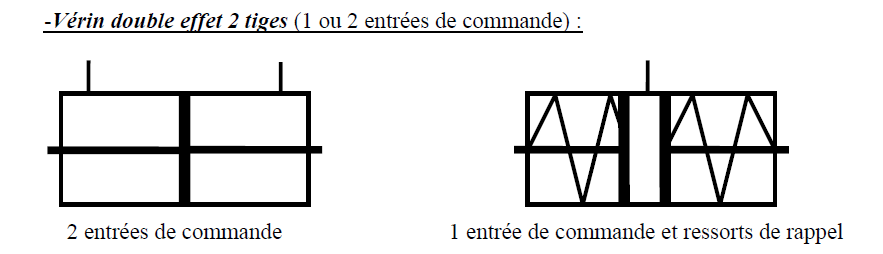 -Vérin double effet 2 tiges (1 ou 2 entrées de commande) :
2 entrées de commande
1 entrée de commande et ressorts de rappel